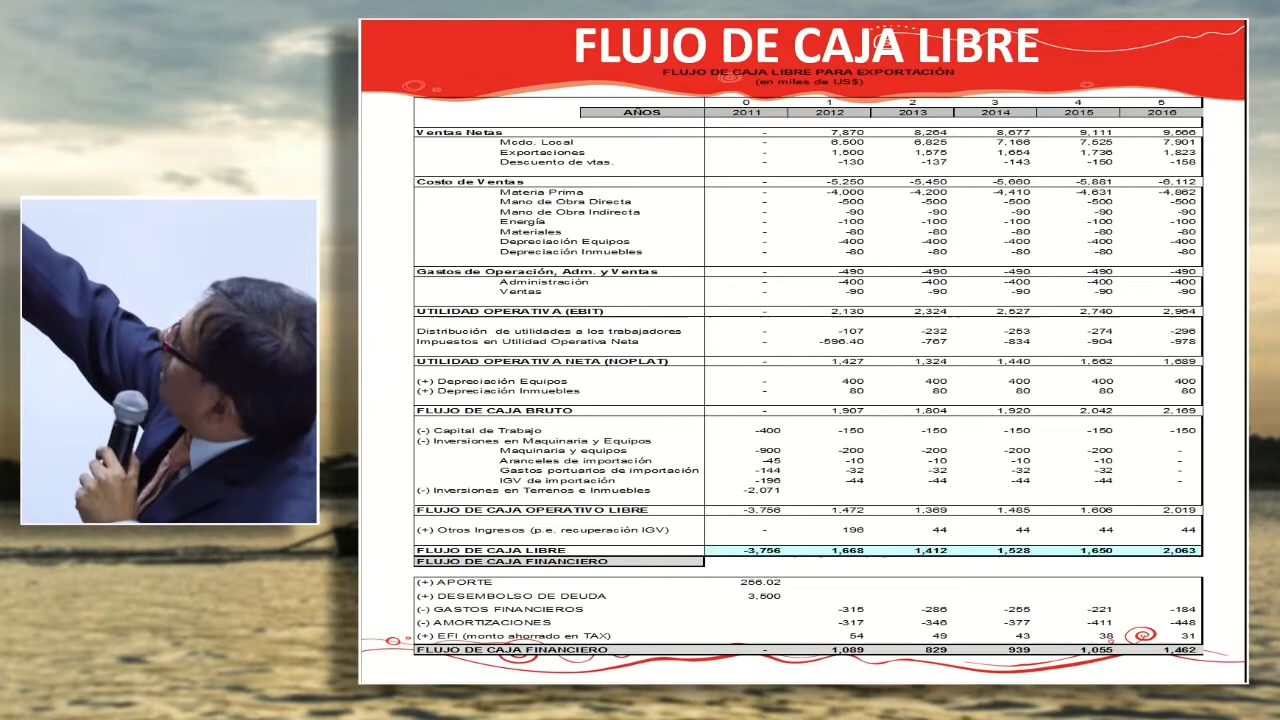 FLUJO DE CAJA LIBRE
FLUJO DE CAJA LIBRE PARA EXPORTACIÓN
(en miles de US$)
0 1 2 3 4 5
AÑOS 2011 2012 2013 2014 2015 2016
Ventas Netas - 7,870 8,264 8,677 9,111 9,566
Mcdo. Local - 6,500 6,825 7,166 7,525 7,901
Exportaciones - 1,500 1,575 1,654 1,736 1,823
Descuento de vtas. - -130 -137 -143 -150 -158
Costo de Ventas - -5,250 -5,450 -5,660 -5,881 -6,112
Materia Prima - -4,000 -4,200 -4,410 -4,631 -4,862
Mano de Obra Directa - -500 -500 -500 -500 -500
Mano de Obra Indirecta - -90 -90 -90 -90 -90
Energía - -100 -100 -100 -100 -100
Materiales - -80 -80 -80 -80 -80
Depreciación Equipos - -400 -400 -400 -400 -400
Depreciación Inmuebles - -80 -80 -80 -80 -80
Gastos de Operación, Adm. y Ventas - -490 -490 -490 -490 -490
Administración - -400 -400 -400 -400 -400
Ventas - -90 -90 -90 -90 -90
UTILIDAD OPERATIVA (EBIT) - 2,130 2,324 2,527 2,740 2,964
Distribución de utilidades a los trabajadores - -107 -232 -253 -274 -296
Impuestos en Utilidad Operativa Neta - -596.40 -767 -834 -904 -978
UTILIDAD OPERATIVA NETA (NOPLAT) - 1,427 1,324 1,440 1,562 1,689
(+) Depreciación Equipos - 400 400 400 400 400
(+) Depreciación Inmuebles - 80 80 80 80 80
FLUJO DE CAJA BRUTO - 1,907 1,804 1,920 2,042 2,169
(-) Capital de Trabajo -400 -150 -150 -150 -150 -150
(-) Inversiones en Maquinaria y Equipos
Maquinaria y equipos -900 -200 -200 -200 -200 -
Aranceles de importación -45 -10 -10 -10 -10 -
Gastos portuarios de importación -144 -32 -32 -32 -32 -
IGV de importación -196 -44 -44 -44 -44 -
(-) Inversiones en Terrenos e Inmuebles -2,071
FLUJO DE CAJA OPERATIVO LIBRE -3,756 1,472 1,369 1,485 1,606 2,019
(+) Otros Ingresos (p.e. recuperación IGV) - 196 44 44 44 44
FLUJO DE CAJA LIBRE -3,756 1,668 1,412 1,528 1,650 2,063
FLUJO DE CAJA FINANCIERO
(+) APORTE 256.02
(+) DESEMBOLSO DE DEUDA 3,500
(-) GASTOS FINANCIEROS -315 -286 -255 -221 -184
(-) AMORTIZACIONES -317 -346 -377 -411 -448
(+) EFI (monto ahorrado en TAX) 54 49 43 38 31
FLUJO DE CAJA FINANCIERO - 1,089 829 939 1,055 1,462